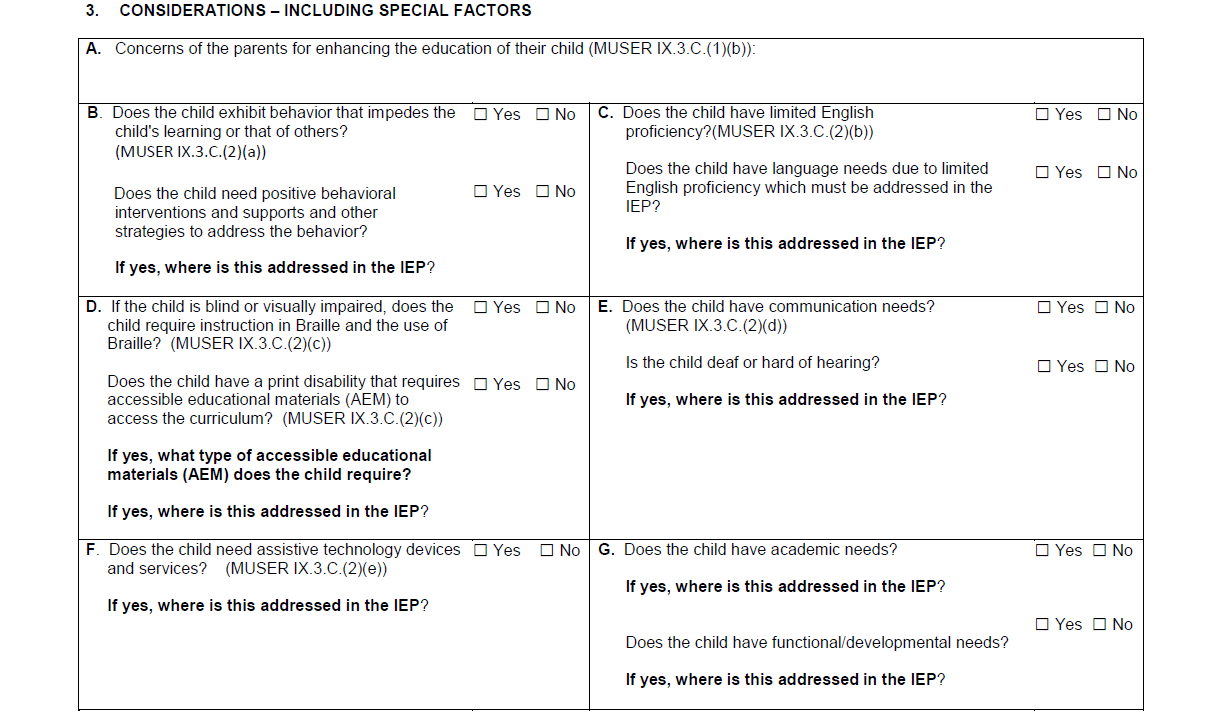 3. CONSIDERATIONS – INCLUDING SPECIAL FACTORS
A. Concerns of the parents for enhancing the education of their child (MUSER IX.3.C.(1)(b)):
B. Does the child exhibit behavior that impedes the ☐ Yes ☐ No
child's learning or that of others?
(MUSER IX.3.C.(2)(a))
Does the child need positive behavioral ☐ Yes ☐ No
interventions and supports and other
strategies to address the behavior?
If yes, where is this addressed in the IEP?
C. Does the child have limited English ☐ Yes ☐ No
proficiency?(MUSER IX.3.C.(2)(b))
Does the child have language needs due to limited ☐ Yes ☐ No
English proficiency which must be addressed in the
IEP?
If yes, where is this addressed in the IEP?
D. If the child is blind or visually impaired, does the ☐ Yes ☐ No
child require instruction in Braille and the use of
Braille? (MUSER IX.3.C.(2)(c))
Does the child have a print disability that requires ☐ Yes ☐ No
accessible educational materials (AEM) to
access the curriculum? (MUSER IX.3.C.(2)(c))
If yes, what type of accessible educational
materials (AEM) does the child require?
If yes, where is this addressed in the IEP?
E. Does the child have communication needs? ☐ Yes ☐ No
(MUSER IX.3.C.(2)(d))
Is the child deaf or hard of hearing? ☐ Yes ☐ No
If yes, where is this addressed in the IEP?
F. Does the child need assistive technology devices ☐ Yes ☐ No
and services? (MUSER IX.3.C.(2)(e))
If yes, where is this addressed in the IEP?
G. Does the child have academic needs? ☐ Yes ☐ No
If yes, where is this addressed in the IEP?
☐ Yes ☐ No
Does the child have functional/developmental needs?
If yes, where is this addressed in the IEP?